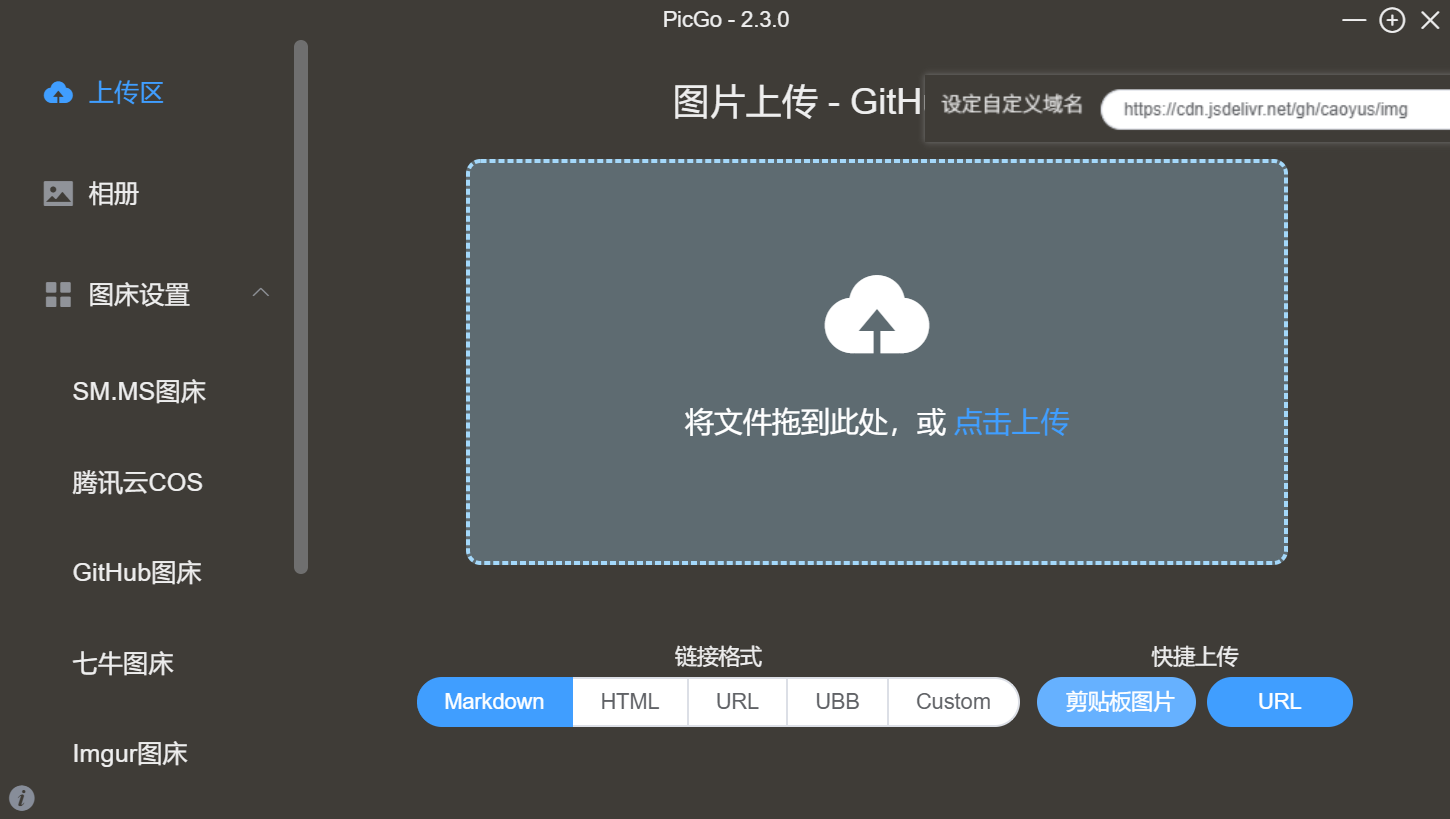 PicGo - 2.3.0
上传区
相册
图床设置
SM.MS图床
腾讯云COS
GitHub图床
七牛图床
Imgur图床
图片上传 - GitH
设定自定义域名
https://cdn.jsdelivr.net/gh/caoyus/img
将文件拖到此处，或 点击上传
链接格式
Markdown HTML URL UBB Custom
快捷上传
剪贴板图片 URL